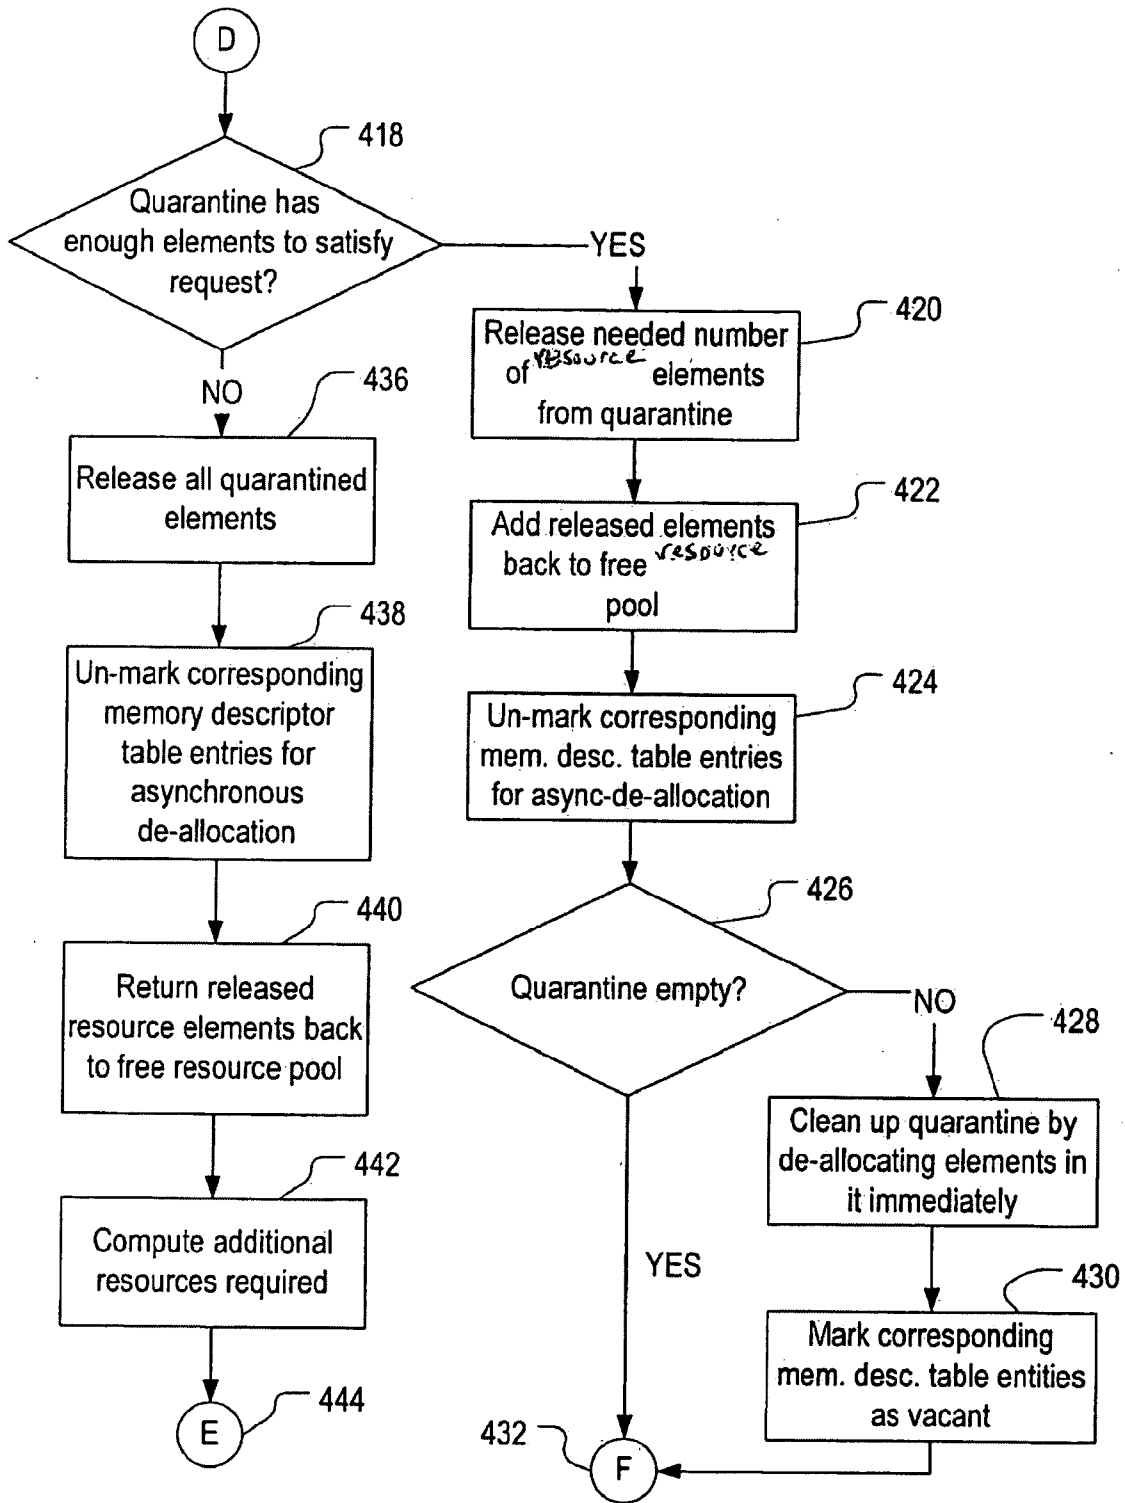 D
418
Quarantine has
enough elements to satisfy
request?
YES
420
Release needed number
of resource elements
from quarantine
NO
436
Release all quarantined
elements
422
Add released elements
back to free resource
pool
438
Un-mark corresponding
memory descriptor
table entries for
asynchronous
de-allocation
424
Un-mark corresponding
mem. desc. table entries
for async-de-allocation
426
Quarantine empty?
NO
440
Return released
resource elements back
to free resource pool
428
Clean up quarantine by
de-allocating elements in
it immediately
442
Compute additional
resources required
YES
430
Mark corresponding
mem. desc. table entities
as vacant
444
E
432
F